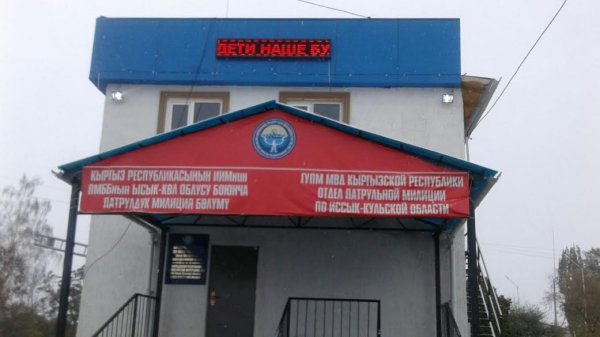 ДЕТИ НАШЕ БУ
КЫРГЫЗ РЕСПУБЛИКАСЫНЫН ИИМнин
ПМББнын ЫСЫК-КӨЛ ОБЛУСУ БОЮНЧА
ПАТРУЛДУК МИЛИЦИЯ БӨЛҮМҮ
ГУПМ МВД КЫРГЫЗСКОЙ РЕСПУБЛИКИ
ОТДЕЛ ПАТРУЛЬНОЙ МИЛИЦИИ
ПО ИССЫК-КУЛЬСКОЙ ОБЛАСТИ